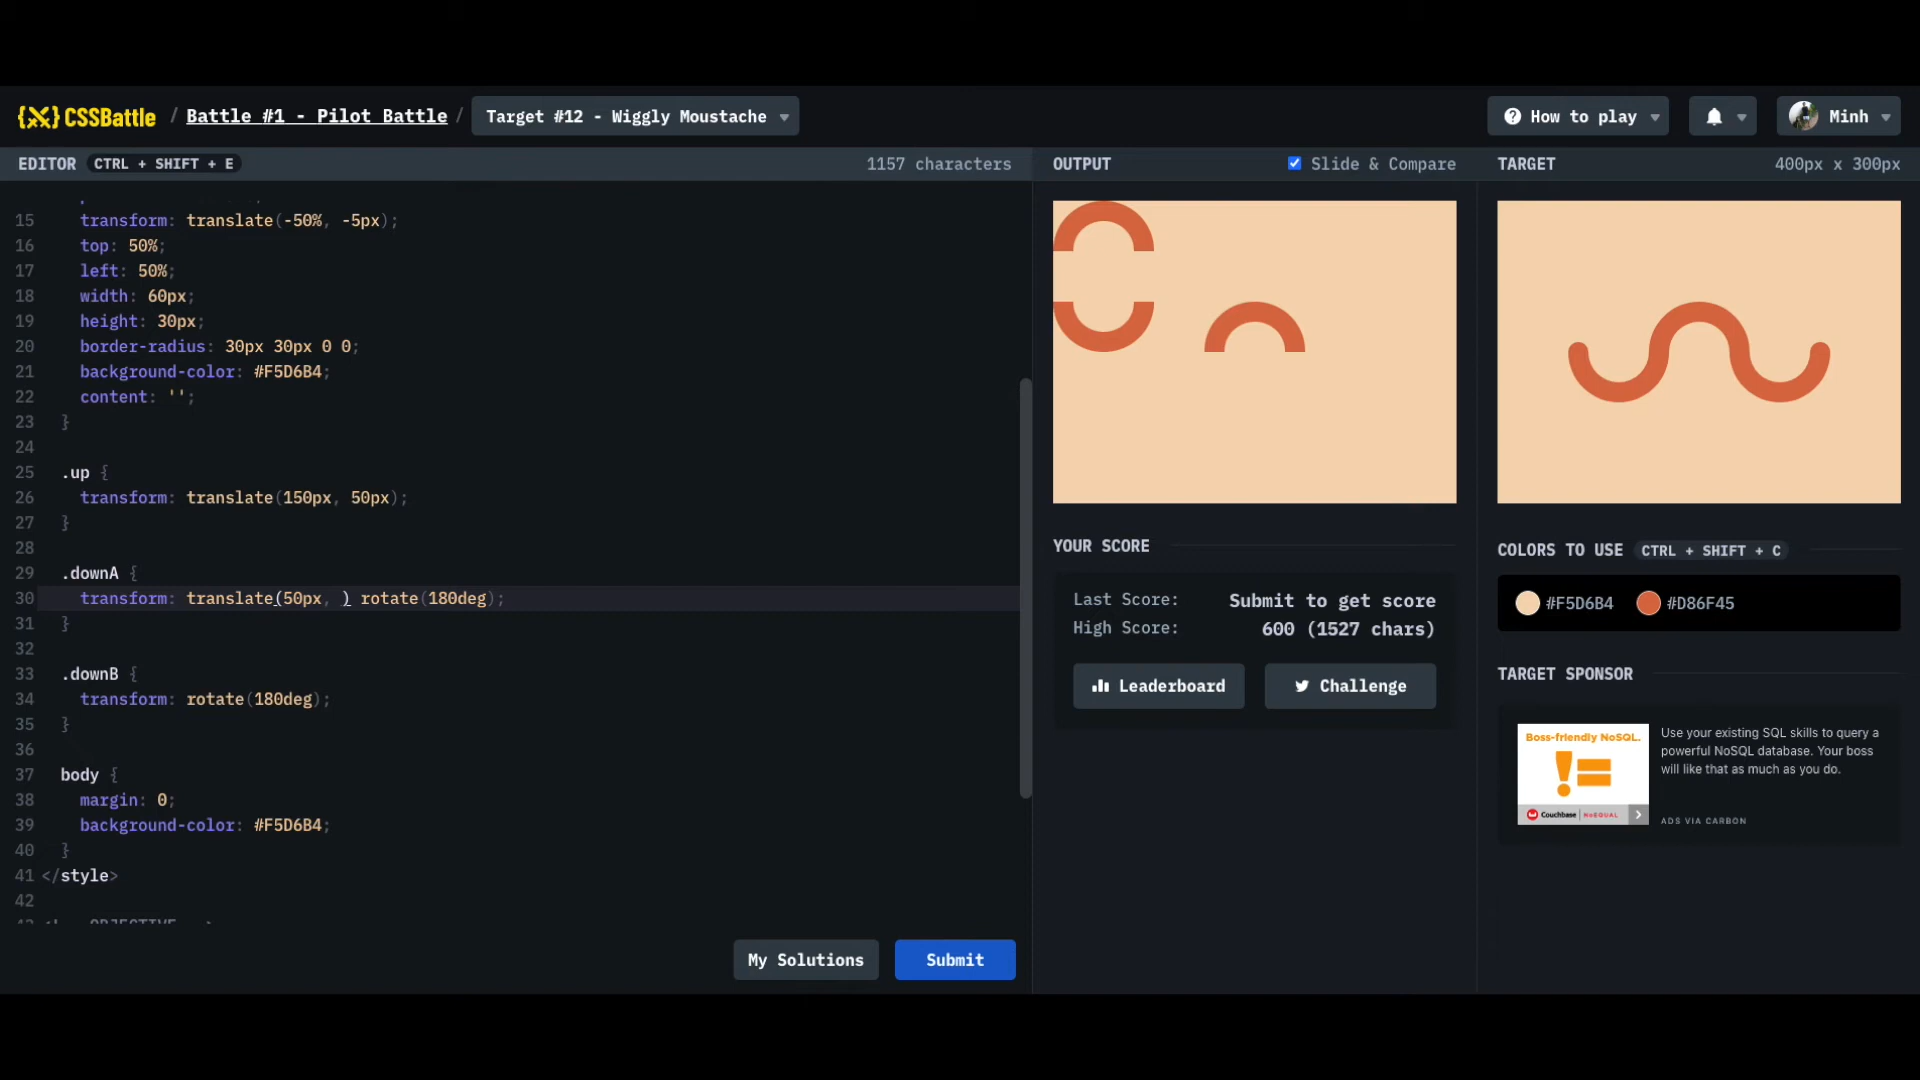 {X} CSSBattle / Battle #1 - Pilot Battle / Target #12 - Wiggly Moustache
How to play
Minh
EDITOR CTRL + SHIFT + E 1157 characters
15 transform: translate(-50%, -5px);
16 top: 50%;
17 left: 50%;
18 width: 60px;
19 height: 30px;
20 border-radius: 30px 30px 0 0;
21 background-color: #F5D6B4;
22 content: '';
23 }
24
25 .up {
26 transform: translate(150px, 50px);
27 }
28
29 .downA {
30 transform: translate(50px, ) rotate(180deg);
31 }
32
33 .downB {
34 transform: rotate(180deg);
35 }
36
37 body {
38 margin: 0;
39 background-color: #F5D6B4;
40 }
41 </style>
42
My Solutions
Submit
OUTPUT Slide & Compare
YOUR SCORE
Last Score: Submit to get score
High Score: 600 (1527 chars)
Leaderboard
Challenge
TARGET 400px x 300px
COLORS TO USE CTRL + SHIFT + C
#F5D6B4 #D86F45
TARGET SPONSOR
Boss-friendly NoSQL.
!=
Couchbase | NoEQUAL
Use your existing SQL skills to query a
powerful NoSQL database. Your boss
will like that as much as you do.
ADS VIA CARBON